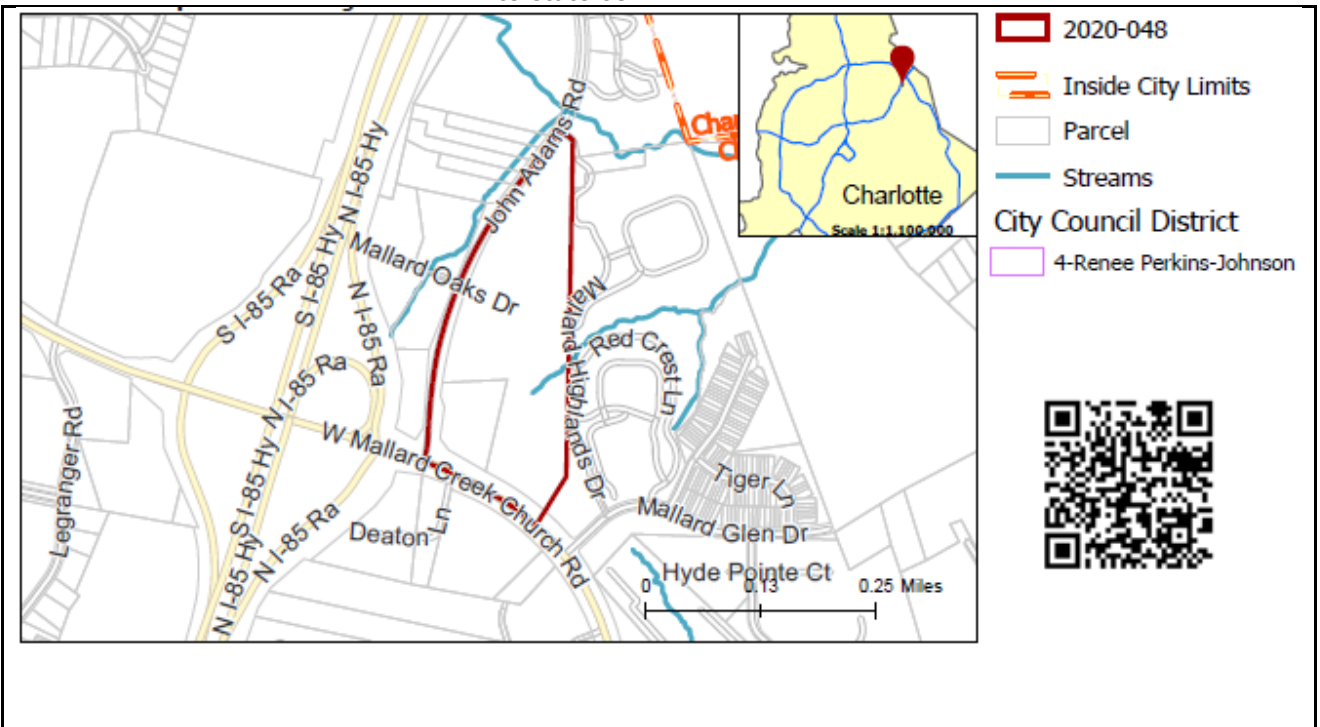 2020-048
Inside City Limits
Parcel
Streams
City Council District
4-Renee Perkins-Johnson
Charlotte
Scale 1:1,100,000
John Adams Rd
N I-85 Hy
S I-85 Hy
Mallard Oaks Dr
S I-85 Ra
S I-85 Hy
N I-85 Ra
Mallard Highlands Dr
Red Crest Ln
N I-85 Ra
W Mallard Creek Church Rd
Legranger Rd
S I-85 Hy
N I-85 Hy
N I-85 Ra
Deaton Ln
Tiger Ln
Mallard Glen Dr
Hyde Pointe Ct
0 0.13 0.25 Miles